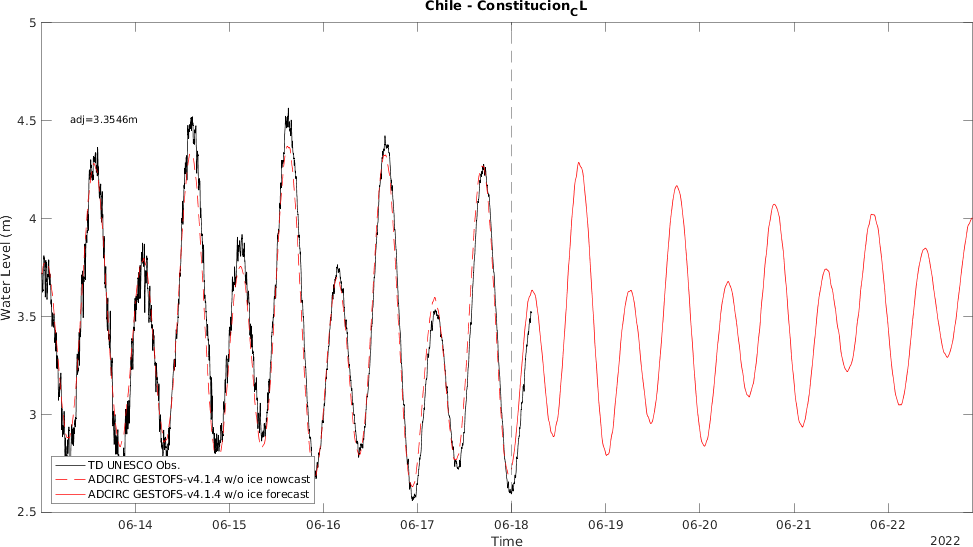 Chile - Constitucion_CL
5
4.5
4
3.5
3
2.5
Water Level (m)
adj=3.3546m
TD UNESCO Obs.
ADCIRC GESTOFS-v4.1.4 w/o ice nowcast
ADCIRC GESTOFS-v4.1.4 w/o ice forecast
06-14 06-15 06-16 06-17 06-18 06-19 06-20 06-21 06-22
Time
2022